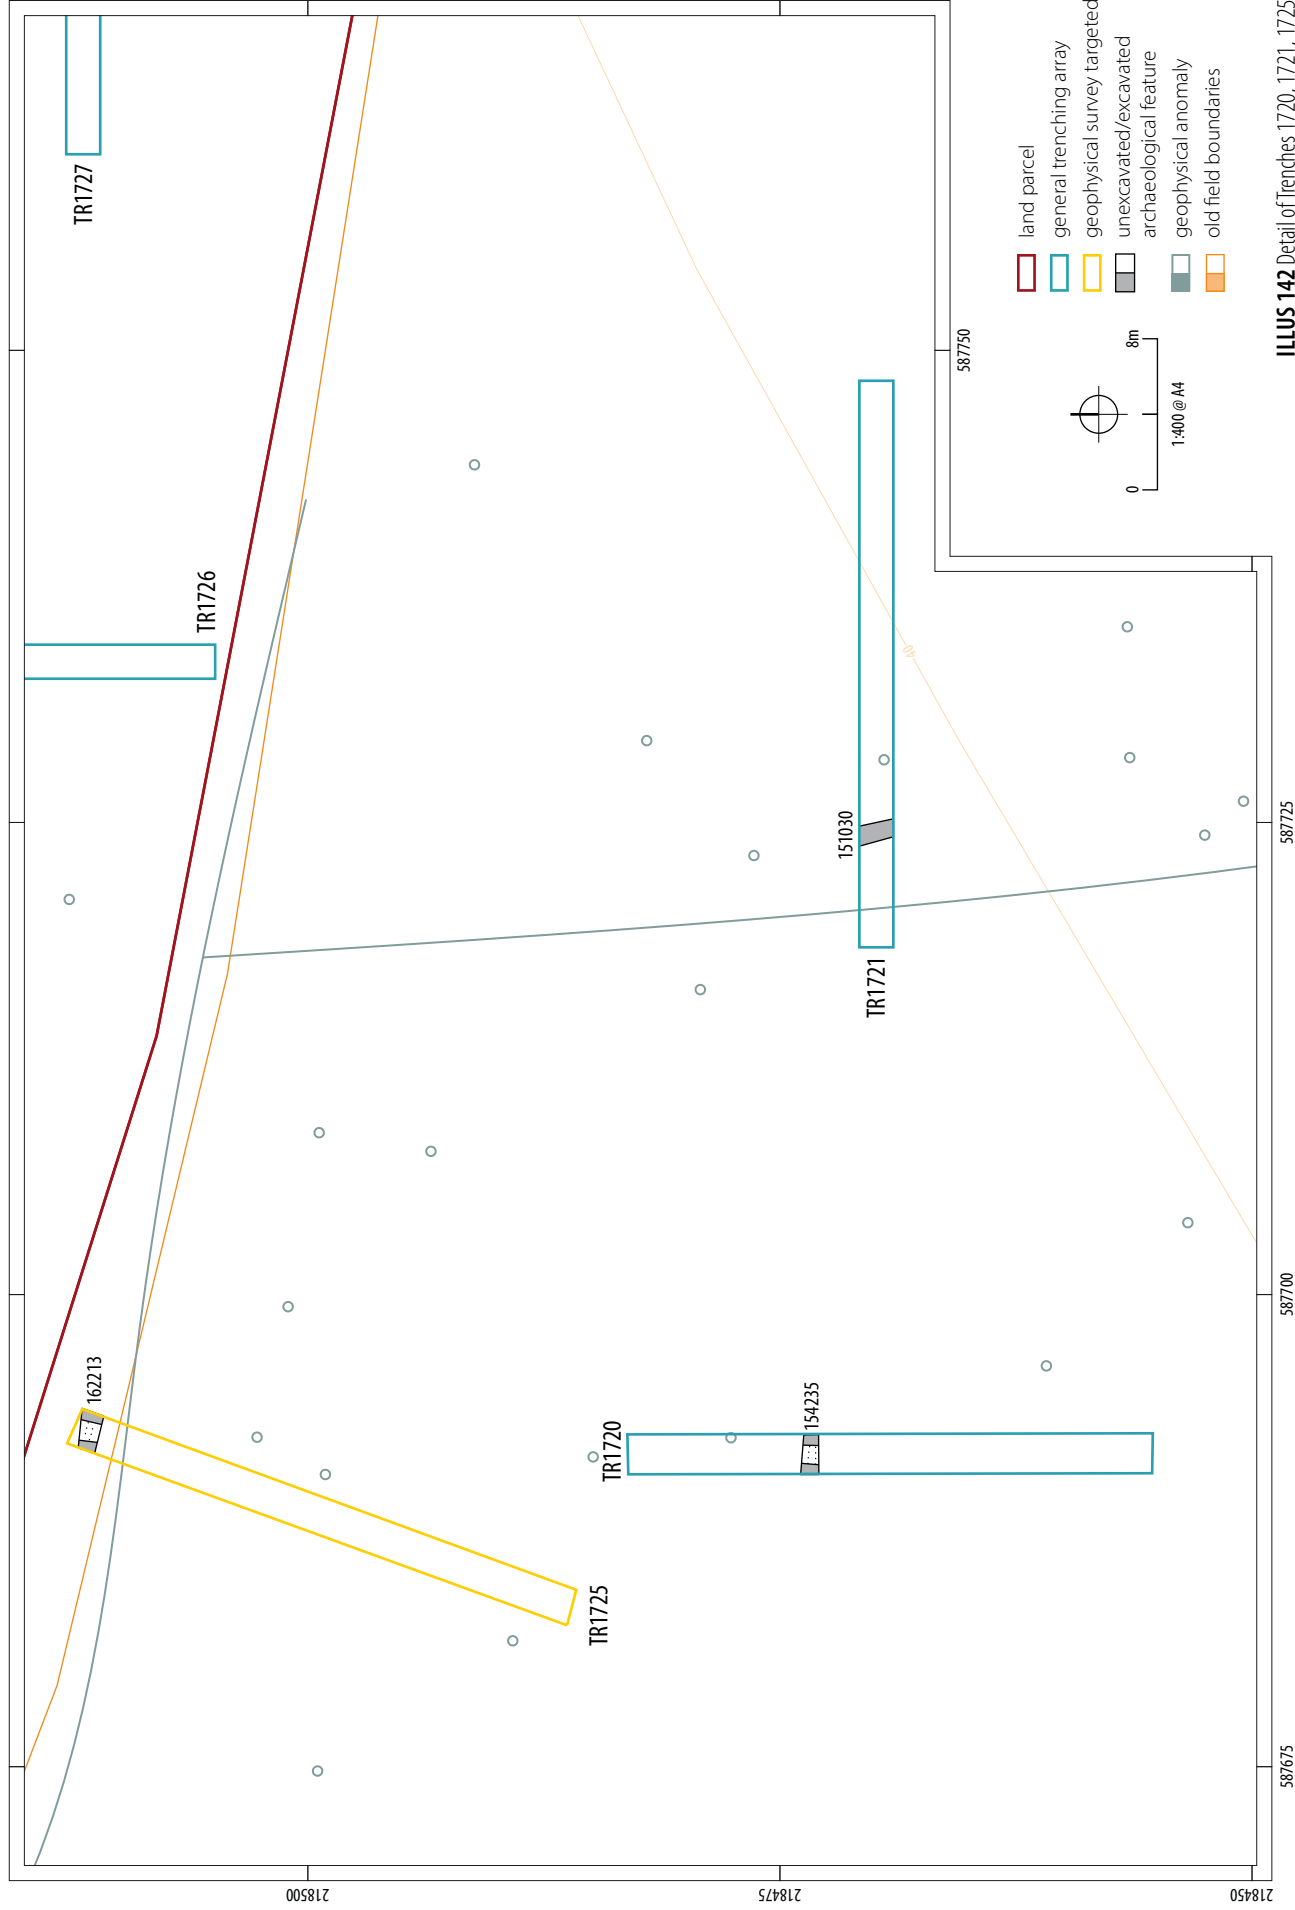 TR1727
TR1726
162213
TR1725
TR1720
154235
151030
TR1721
40
587750
587725
587700
587675
218500
218475
218450
land parcel
general trenching array
geophysical survey targeted
unexcavated/excavated
archaeological feature
geophysical anomaly
old field boundaries
0
8m
1:400 @ A4
ILLUS 142 Detail of Trenches 1720, 1721, 1725